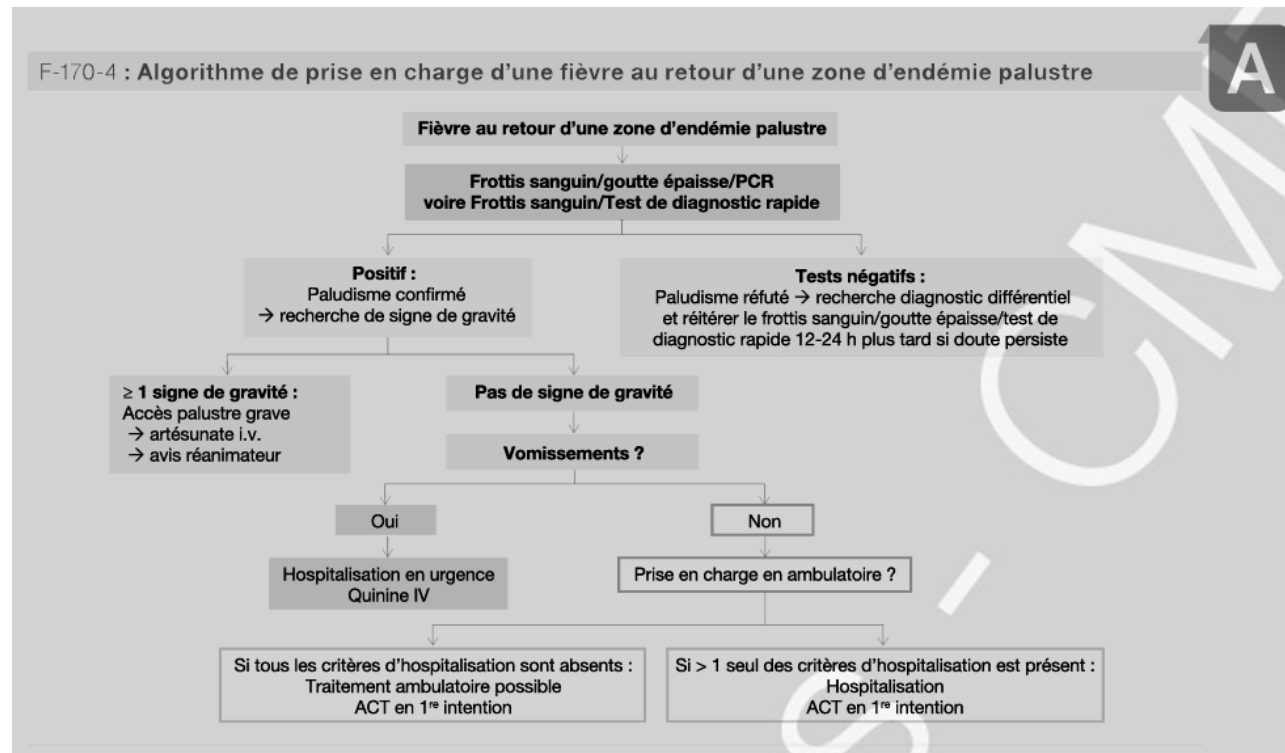 A
F-170-4 : Algorithme de prise en charge d'une fièvre au retour d'une zone d'endémie palustre
Fièvre au retour d'une zone d'endémie palustre
Frottis sanguin/goutte épaisse/PCR
voire Frottis sanguin/Test de diagnostic rapide
Positif :
Paludisme confirmé
→ recherche de signe de gravité
Tests négatifs :
Paludisme réfuté → recherche diagnostic différentiel
et réitérer le frottis sanguin/goutte épaisse/test de
diagnostic rapide 12-24 h plus tard si doute persiste
≥ 1 signe de gravité :
Accès palustre grave
→ artésunate i.v.
→ avis réanimateur
Pas de signe de gravité
Vomissements ?
Oui
Non
Hospitalisation en urgence
Quinine IV
Prise en charge en ambulatoire ?
Si tous les critères d'hospitalisation sont absents :
Traitement ambulatoire possible
ACT en 1re intention
Si > 1 seul des critères d'hospitalisation est présent :
Hospitalisation
ACT en 1re intention
S - CM